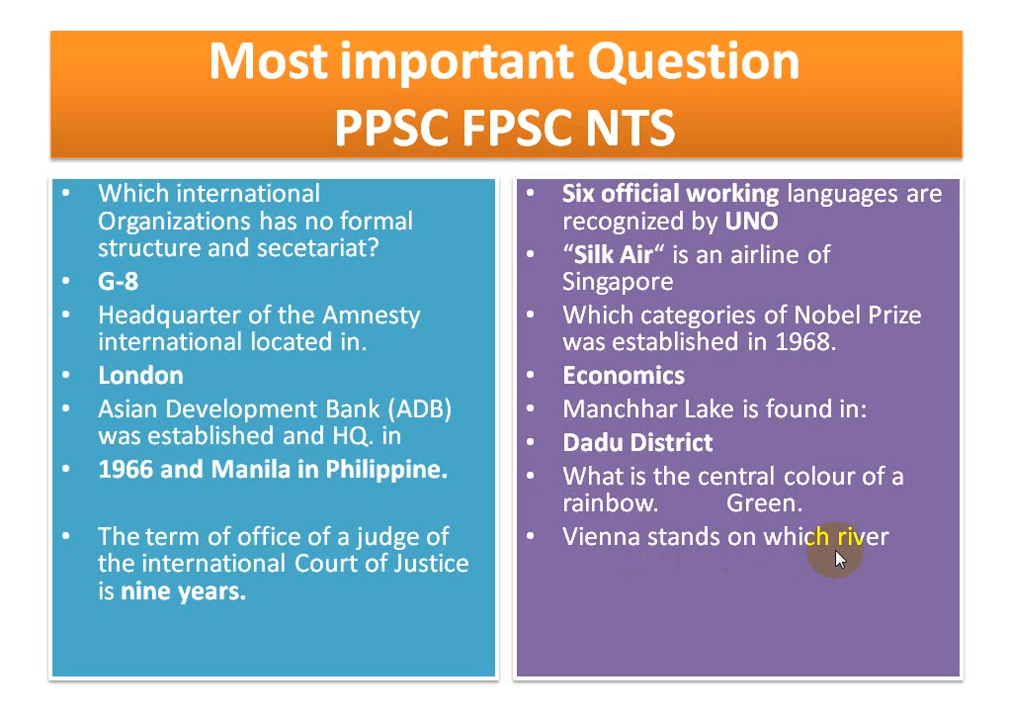 Most important Question
PPSC FPSC NTS
• Which international
Organizations has no formal
structure and secetariat?
• G-8
• Headquarter of the Amnesty
international located in.
• London
• Asian Development Bank (ADB)
was established and HQ. in
• 1966 and Manila in Philippine.
• The term of office of a judge of
the international Court of Justice
is nine years.
• Six official working languages are
recognized by UNO
• “Silk Air“ is an airline of
Singapore
• Which categories of Nobel Prize
was established in 1968.
• Economics
• Manchhar Lake is found in:
• Dadu District
• What is the central colour of a
rainbow. Green.
• Vienna stands on which river